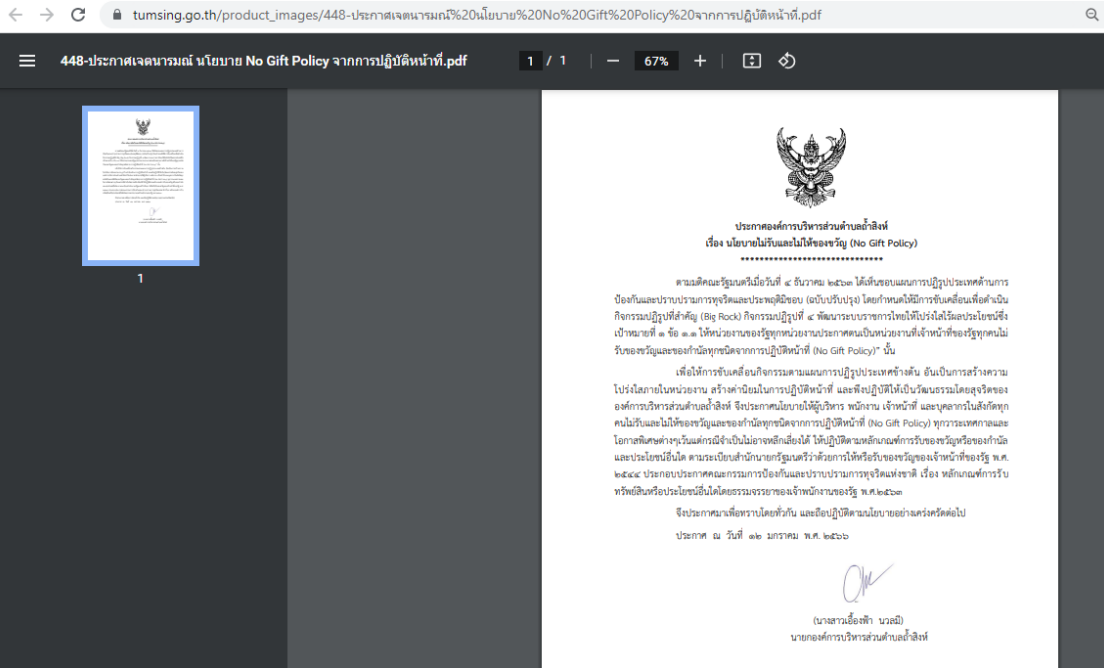 tumsing.go.th/product_images/448-ประกาศเจตนารมณ์%20นโยบาย%20No%20Gift%20Policy%20จากการปฏิบัติหน้าที่.pdf
448-ประกาศเจตนารมณ์ นโยบาย No Gift Policy จากการปฏิบัติหน้าที่.pdf
1 / 1
67%
1
ประกาศองค์การบริหารส่วนตำบลถ้ำสิงห์
เรื่อง นโยบายไม่รับและไม่ให้ของขวัญ (No Gift Policy)
******************************
ตามมติคณะรัฐมนตรีเมื่อวันที่ ๔ ธันวาคม ๒๕๖๓ ได้เห็นชอบแผนการปฏิรูปประเทศด้านการ
ป้องกันและปราบปรามการทุจริตและประพฤติมิชอบ (ฉบับปรับปรุง) โดยกำหนดให้มีการขับเคลื่อนเพื่อดำเนิน
กิจกรรมปฏิรูปที่สำคัญ (Big Rock) กิจกรรมปฏิรูปที่ ๔ พัฒนาระบบราชการไทยให้โปร่งใสไร้ผลประโยชน์ซึ่ง
เป้าหมายที่ ๑ ข้อ ๑.๑ ให้หน่วยงานของรัฐทุกหน่วยงานประกาศตนเป็นหน่วยงานที่เจ้าหน้าที่ของรัฐทุกคนไม่
รับของขวัญและของกำนัลทุกชนิดจากการปฏิบัติหน้าที่ (No Gift Policy)" นั้น
เพื่อให้การขับเคลื่อนกิจกรรมตามแผนการปฏิรูปประเทศข้างต้น อันเป็นการสร้างความ
โปร่งใสภายในหน่วยงาน สร้างค่านิยมในการปฏิบัติหน้าที่ และพึงปฏิบัติให้เป็นวัฒนธรรมโดยสุจริตของ
องค์การบริหารส่วนตำบลถ้ำสิงห์ จึงประกาศนโยบายให้ผู้บริหาร พนักงาน เจ้าหน้าที่ และบุคลากรในสังกัดทุก
คนไม่รับและไม่ให้ของขวัญและของกำนัลทุกชนิดจากการปฏิบัติหน้าที่ (No Gift Policy) ทุกวาระเทศกาลและ
โอกาสพิเศษต่างๆเว้นแต่กรณีจำเป็นไม่อาจหลีกเลี่ยงได้ ให้ปฏิบัติตามหลักเกณฑ์การรับของขวัญหรือของกำนัล
และประโยชน์อื่นใด ตามระเบียบสำนักนายกรัฐมนตรีว่าด้วยการให้หรือรับของขวัญของเจ้าหน้าที่ของรัฐ พ.ศ.
๒๕๔๔ ประกอบประกาศคณะกรรมการป้องกันและปราบปรามการทุจริตแห่งชาติ เรื่อง หลักเกณฑ์การรับ
ทรัพย์สินหรือประโยชน์อื่นใดโดยธรรมจรรยาของเจ้าพนักงานของรัฐ พ.ศ.๒๕๖๓
จึงประกาศมาเพื่อทราบโดยทั่วกัน และถือปฏิบัติตามนโยบายอย่างเคร่งครัดต่อไป
ประกาศ ณ วันที่ ๑๒ มกราคม พ.ศ. ๒๕๖๖
(นางสาวเอื้องฟ้า นวลมิ)
นายกองค์การบริหารส่วนตำบลถ้ำสิงห์